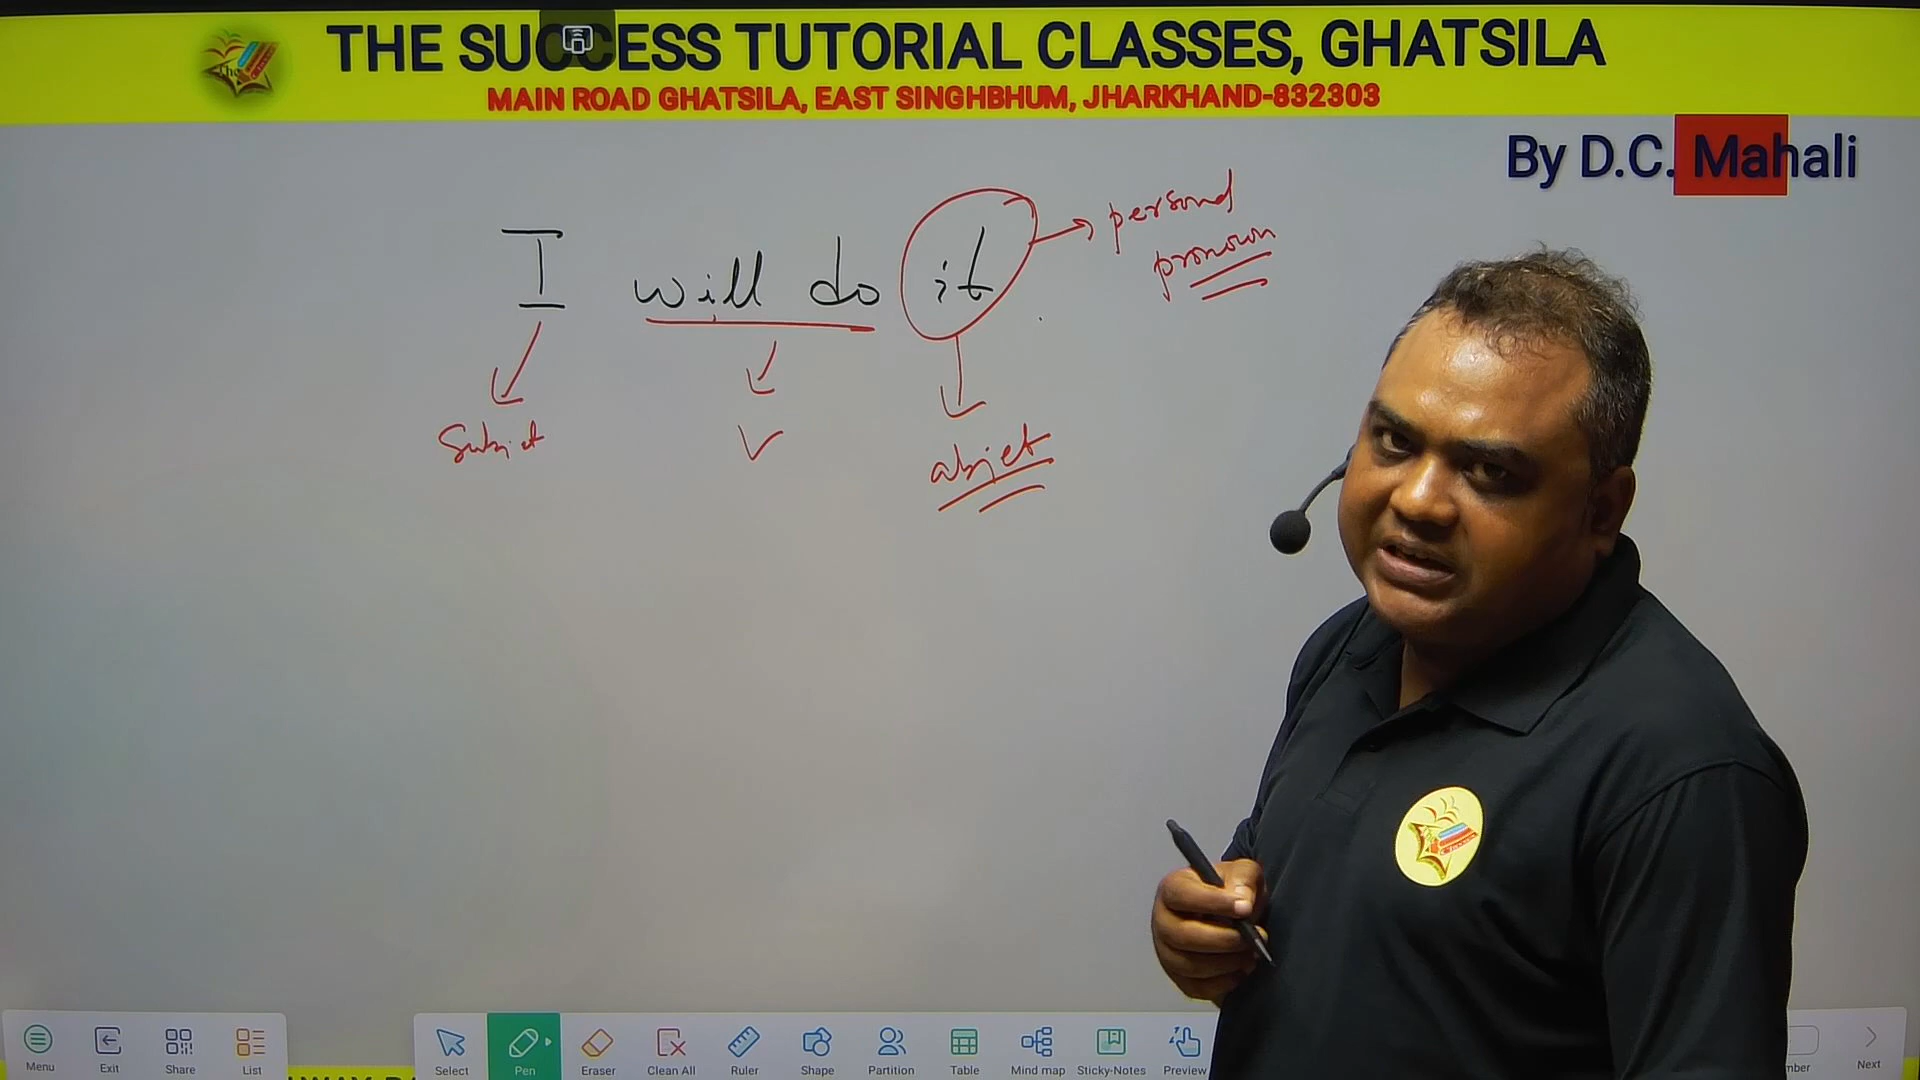 THE SUCCESS TUTORIAL CLASSES, GHATSILA
MAIN ROAD GHATSILA, EAST SINGHBHUM, JHARKHAND-832303
By D.C. Mahali
I will do it
personal
pronoun
Subjet
V
objet
Menu
Exit
Share
List
Select
Pen
Eraser
Clean All
Ruler
Shape
Partition
Table
Mind map
Sticky-Notes
Preview
Next